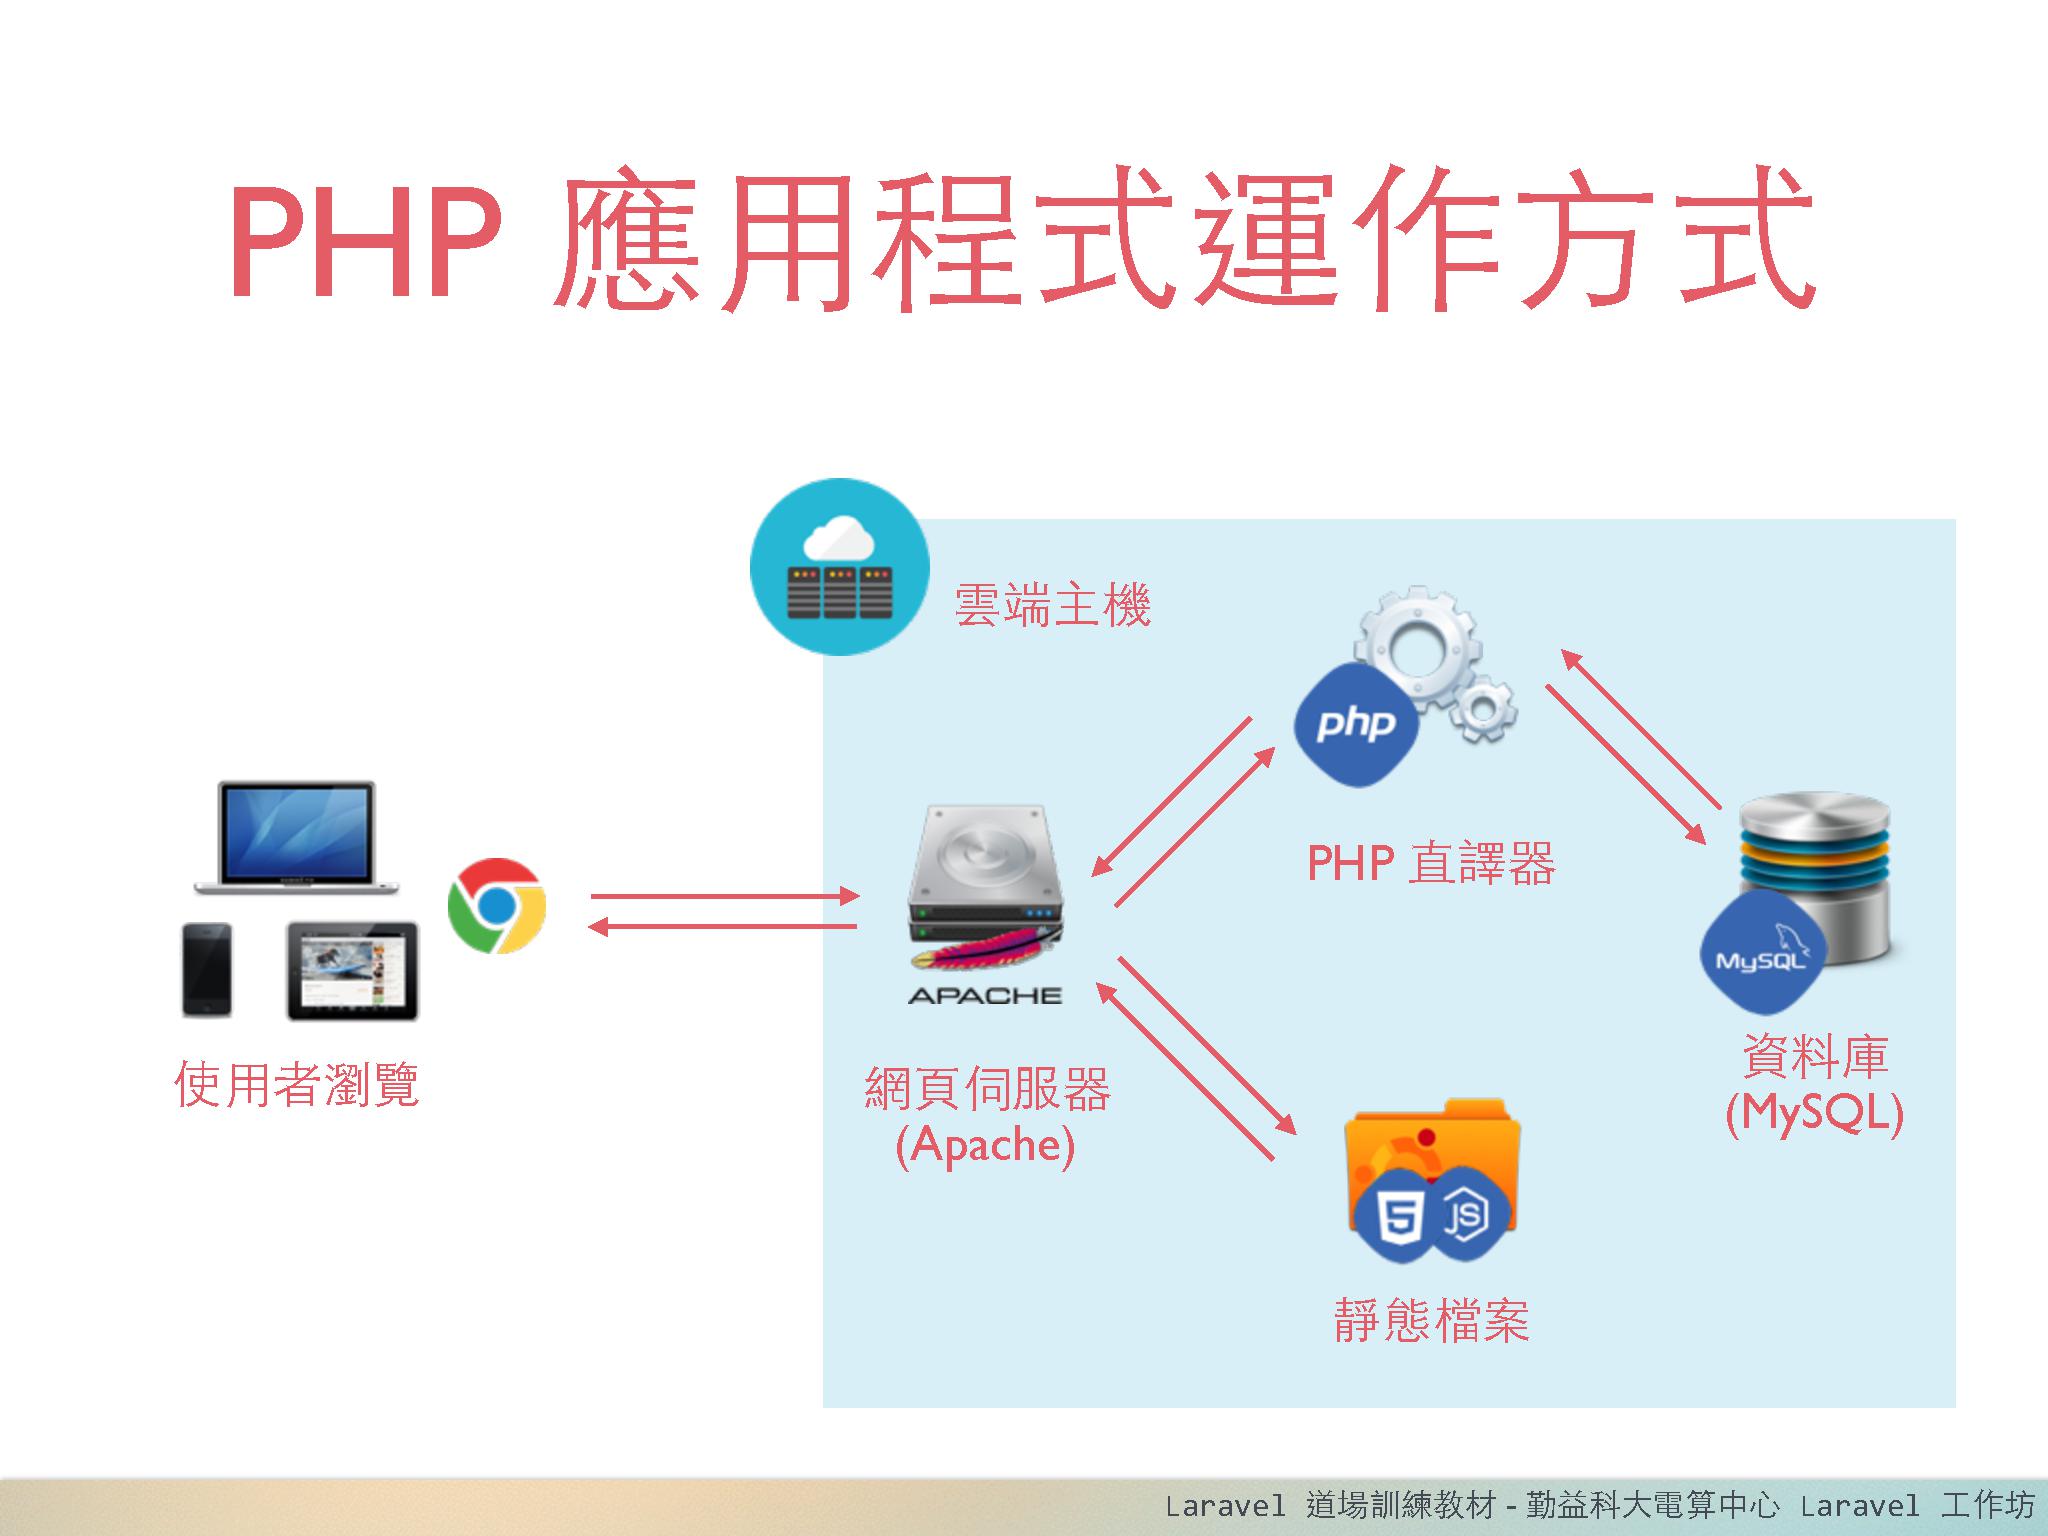 PHP 應用程式運作方式
雲端主機
php
PHP 直譯器
APACHE
MySQL
使用者瀏覽
網頁伺服器
(Apache)
資料庫
(MySQL)
5
JS
靜態檔案
Laravel 道場訓練教材 - 勤益科大電算中心 Laravel 工作坊